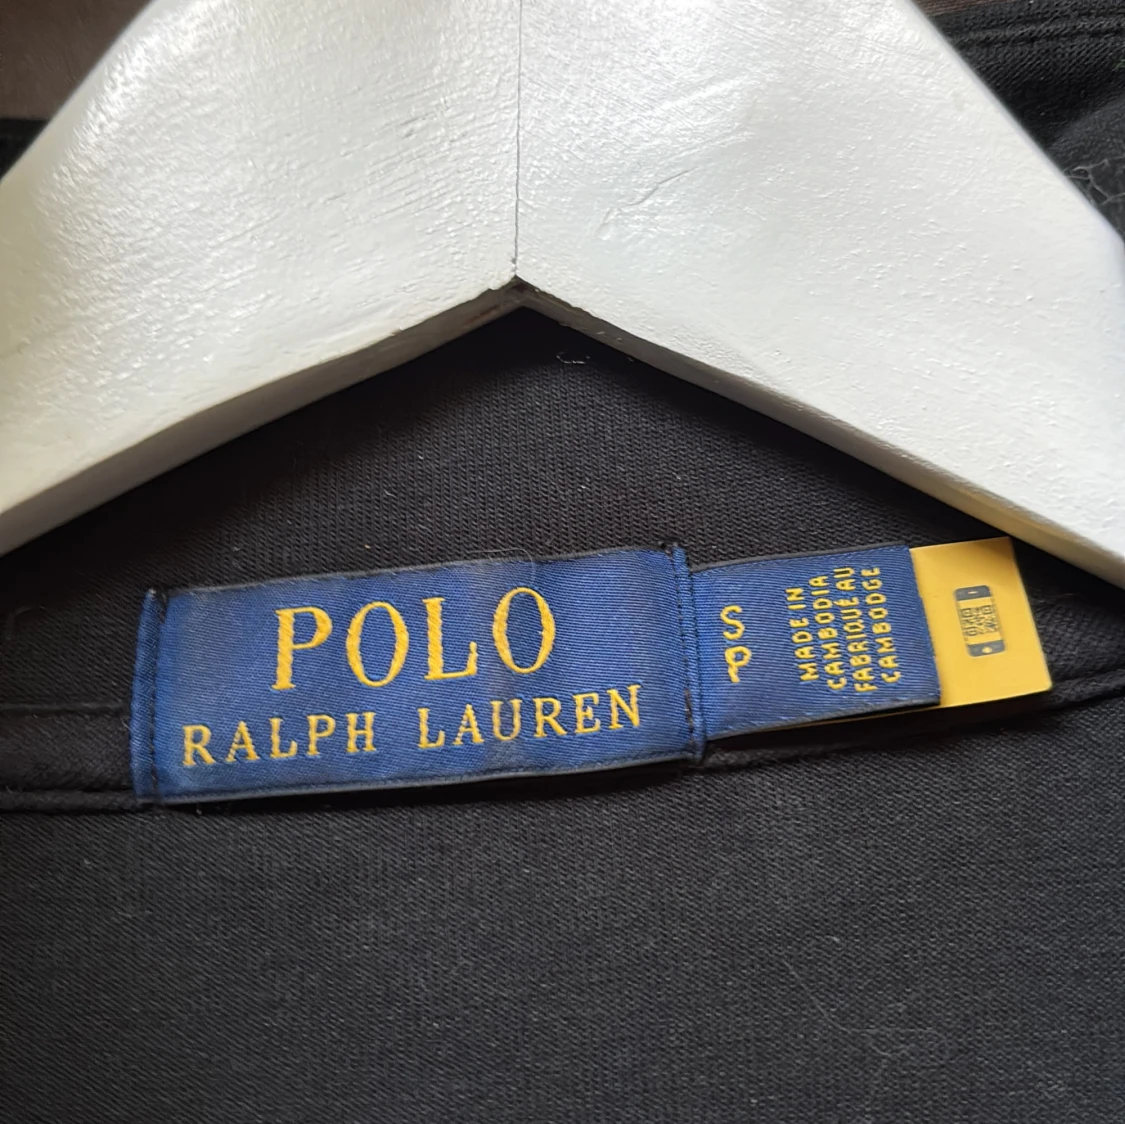 POLO
RALPH LAUREN
S
P
MADE IN
CAMBODIA
FABRIQUÉ AU
CAMBODGE